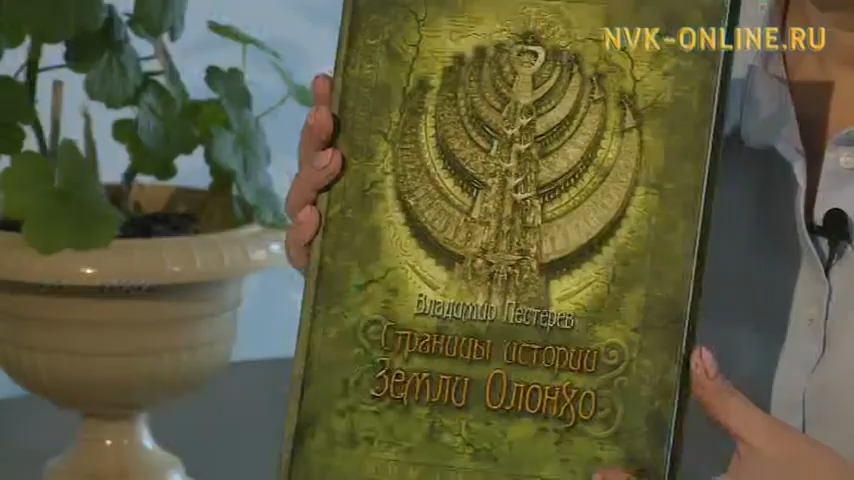 NVK-ONLINE.RU
Владимир Пестерев
Страницы истории
Земли Олонхо